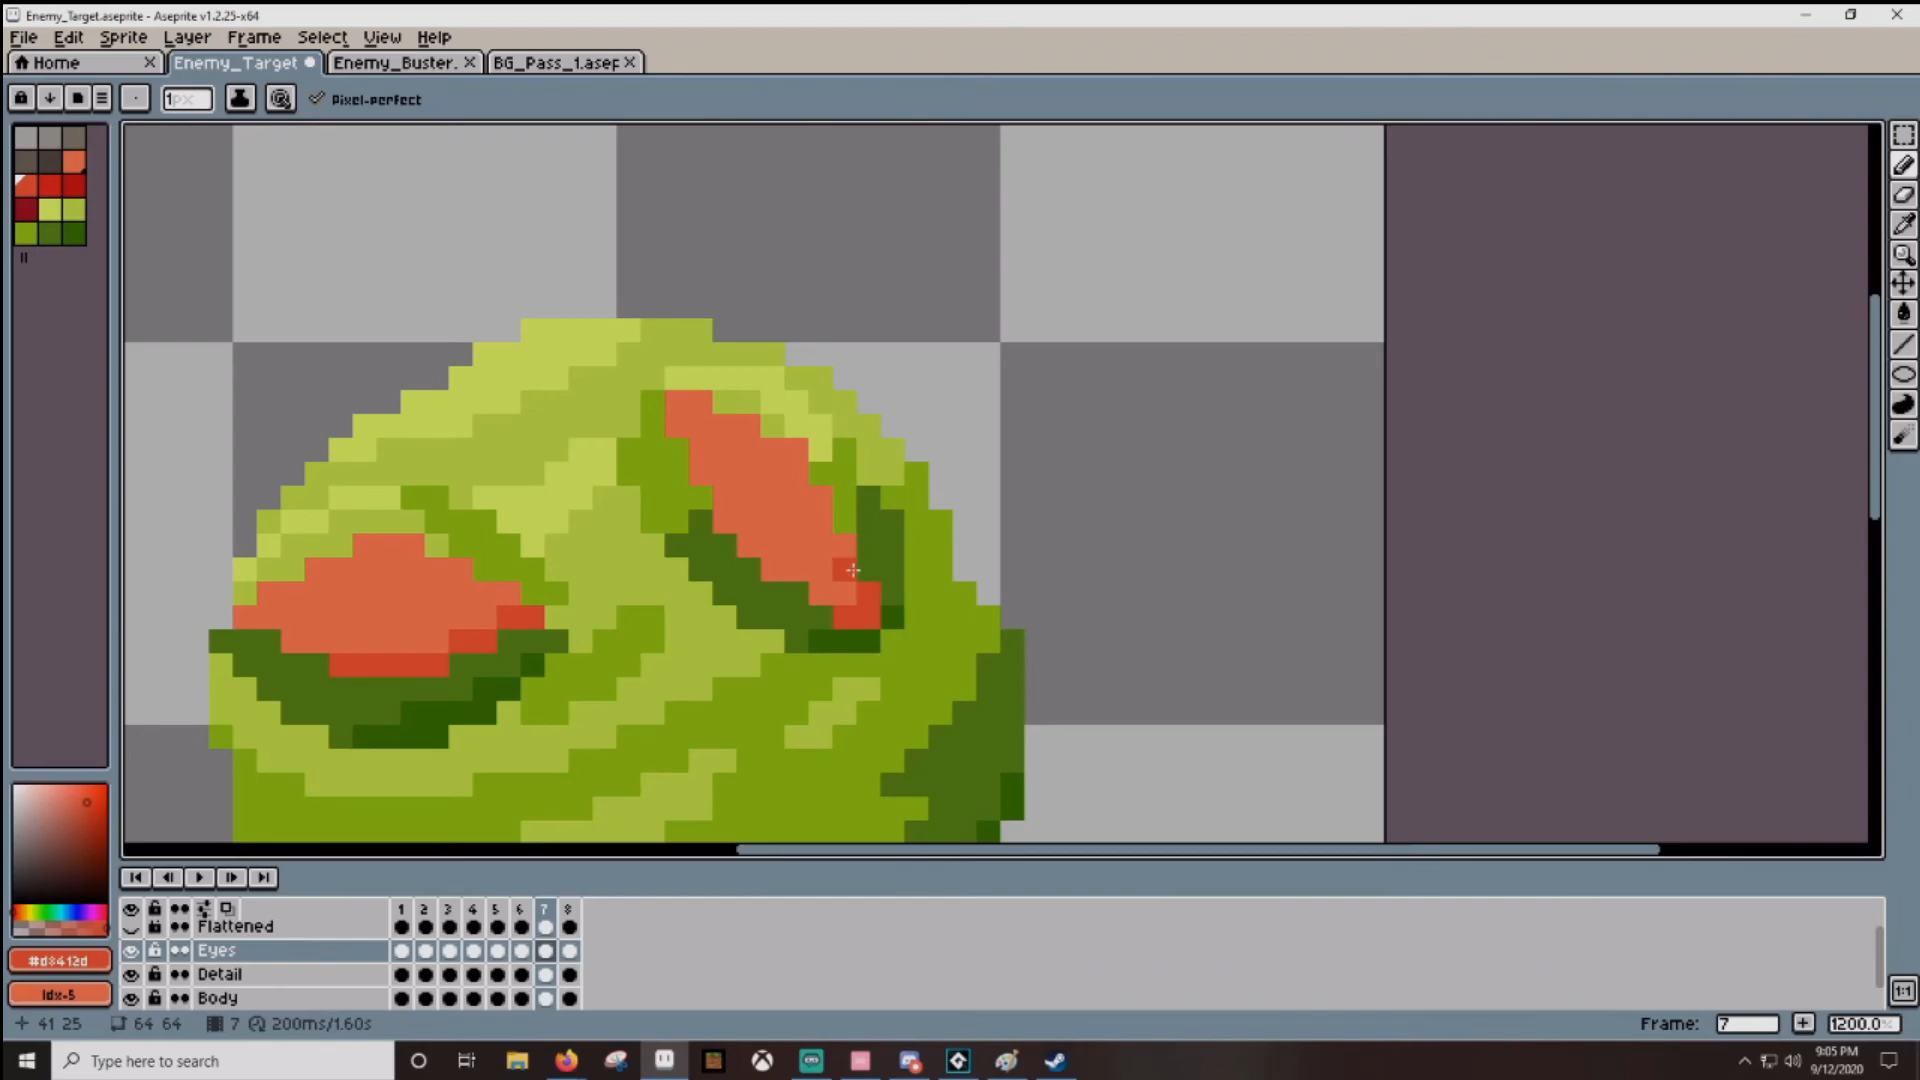 Enemy_Target.aseprite - Aseprite v1.2.25-x64
File Edit Sprite Layer Frame Select View Help
Home Enemy_Target Enemy_Buster. BG_Pass_1.asep
1px Pixel-perfect
1 2 3 4 5 6 7 8
Flattened
Eyes
Detail
Body
#d8412d
Idx-5
1:1
41 25 64 64 7 200ms/1.60s Frame: 7 1200.0%
Type here to search
9:05 PM
9/12/2020